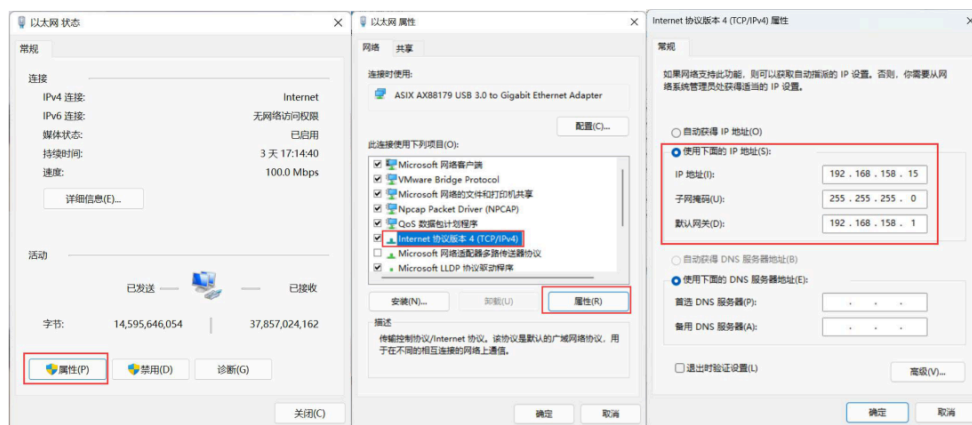 以太网 状态
常规
连接
IPv4 连接: Internet
IPv6 连接: 无网络访问权限
媒体状态: 已启用
持续时间: 3 天 17:14:40
速度: 100.0 Mbps
详细信息(E)...
活动
已发送 已接收
字节: 14,595,646,054 37,857,024,162
属性(P) 禁用(D) 诊断(G)
关闭(C)
以太网 属性
网络 共享
连接时使用:
ASIX AX88179 USB 3.0 to Gigabit Ethernet Adapter
配置(C)...
此连接使用下列项目(O):
Microsoft 网络客户端
VMware Bridge Protocol
Microsoft 网络的文件和打印机共享
Npcap Packet Driver (NPCAP)
QoS 数据包计划程序
Internet 协议版本 4 (TCP/IPv4)
Microsoft 网络适配器多路传送器协议
Microsoft LLDP 协议驱动程序
安装(N)... 卸载(U) 属性(R)
描述
传输控制协议/Internet 协议。该协议是默认的广域网络协议，用
于在不同的相互连接的网络上通信。
确定 取消
Internet 协议版本 4 (TCP/IPv4) 属性
常规
如果网络支持此功能，则可以获取自动指派的 IP 设置。否则，你需要从网
络系统管理员处获得适当的 IP 设置。
自动获得 IP 地址(O)
使用下面的 IP 地址(S):
IP 地址(I): 192 . 168 . 158 . 15
子网掩码(U): 255 . 255 . 255 . 0
默认网关(D): 192 . 168 . 158 . 1
自动获得 DNS 服务器地址(B)
使用下面的 DNS 服务器地址(E):
首选 DNS 服务器(P): . . .
备用 DNS 服务器(A): . . .
退出时验证设置(L)
高级(V)...
确定 取消